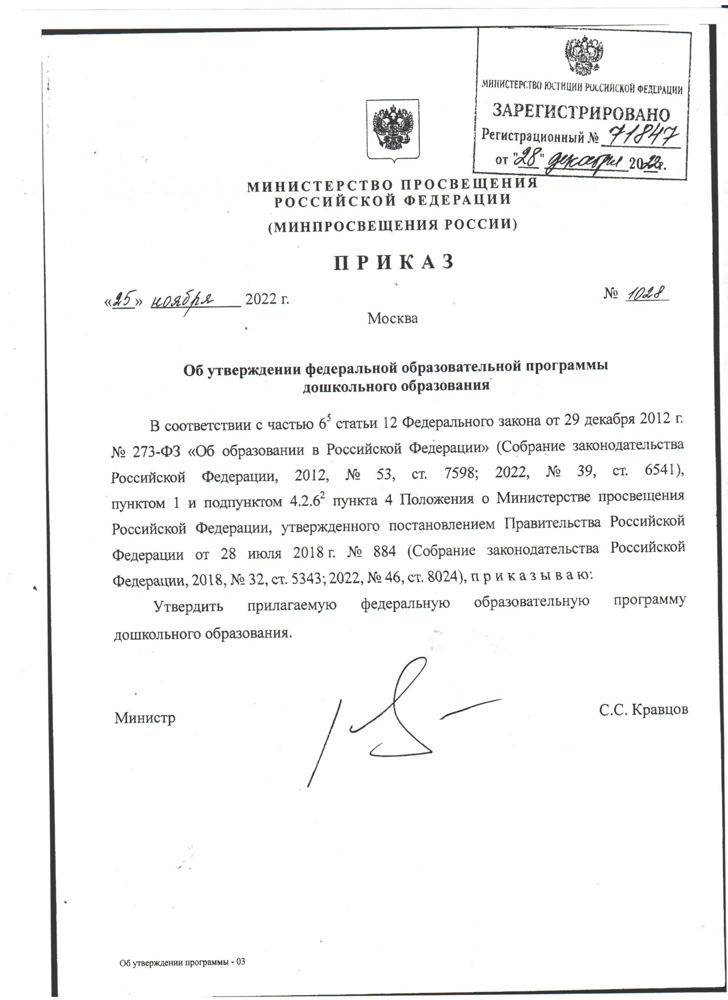 МИНИСТЕРСТВО ЮСТИЦИИ РОССИЙСКОЙ ФЕДЕРАЦИИ
ЗАРЕГИСТРИРОВАНО
Регистрационный № 71847
от "28" декабря 2022г.
МИНИСТЕРСТВО ПРОСВЕЩЕНИЯ
РОССИЙСКОЙ ФЕДЕРАЦИИ
(МИНПРОСВЕЩЕНИЯ РОССИИ)
П Р И К А З
«25» ноября 2022 г. № 1028
Москва
Об утверждении федеральной образовательной программы
дошкольного образования
В соответствии с частью 6⁵ статьи 12 Федерального закона от 29 декабря 2012 г.
№ 273-ФЗ «Об образовании в Российской Федерации» (Собрание законодательства
Российской Федерации, 2012, № 53, ст. 7598; 2022, № 39, ст. 6541),
пунктом 1 и подпунктом 4.2.6² пункта 4 Положения о Министерстве просвещения
Российской Федерации, утвержденного постановлением Правительства Российской
Федерации от 28 июля 2018 г. № 884 (Собрание законодательства Российской
Федерации, 2018, № 32, ст. 5343; 2022, № 46, ст. 8024), п р и к а з ы в а ю:
Утвердить прилагаемую федеральную образовательную программу
дошкольного образования.
Министр С.С. Кравцов
Об утверждении программы - 03